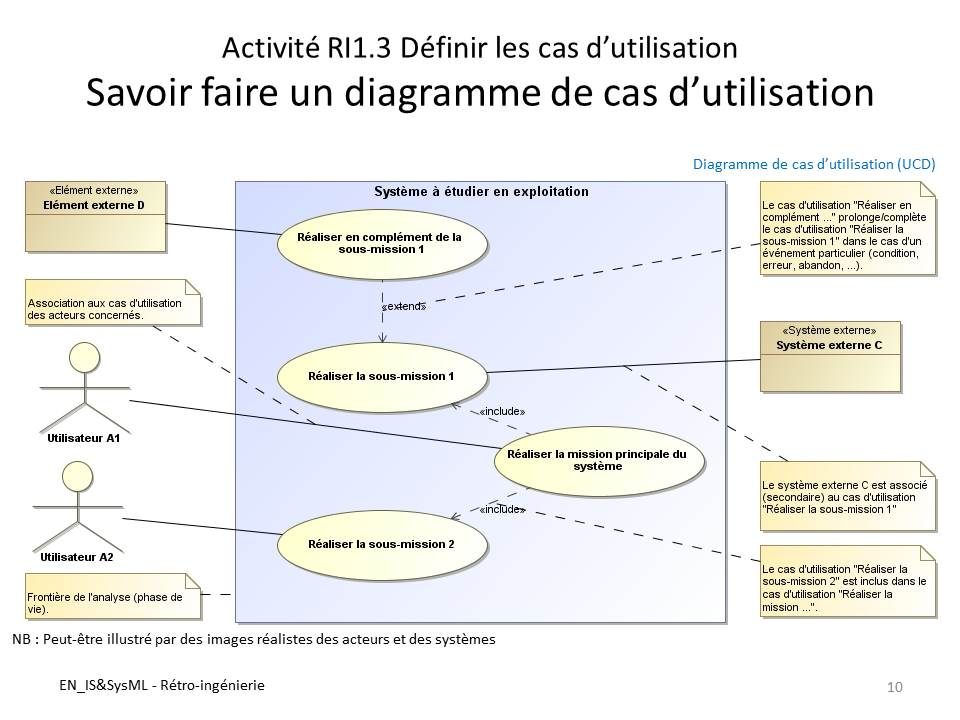 Activité RI1.3 Définir les cas d’utilisation
Savoir faire un diagramme de cas d’utilisation
Diagramme de cas d’utilisation (UCD)
«Elément externe»
Elément externe D
Système à étudier en exploitation
Réaliser en complément de la
sous-mission 1
Le cas d'utilisation "Réaliser en
complément ..." prolonge/complète
le cas d'utilisation "Réaliser la
sous-mission 1" dans le cas d'un
événement particulier (condition,
erreur, abandon, ...).
Association aux cas d'utilisation
des acteurs concernés.
«extend»
«Système externe»
Système externe C
Réaliser la sous-mission 1
«include»
Utilisateur A1
Réaliser la mission principale du
système
Le système externe C est associé
(secondaire) au cas d'utilisation
"Réaliser la sous-mission 1"
«include»
Réaliser la sous-mission 2
Utilisateur A2
Le cas d'utilisation "Réaliser la
sous-mission 2" est inclus dans le
cas d'utilisation "Réaliser la
mission ...".
Frontière de l'analyse (phase de
vie).
NB : Peut-être illustré par des images réalistes des acteurs et des systèmes
EN_IS&SysML - Rétro-ingénierie
10